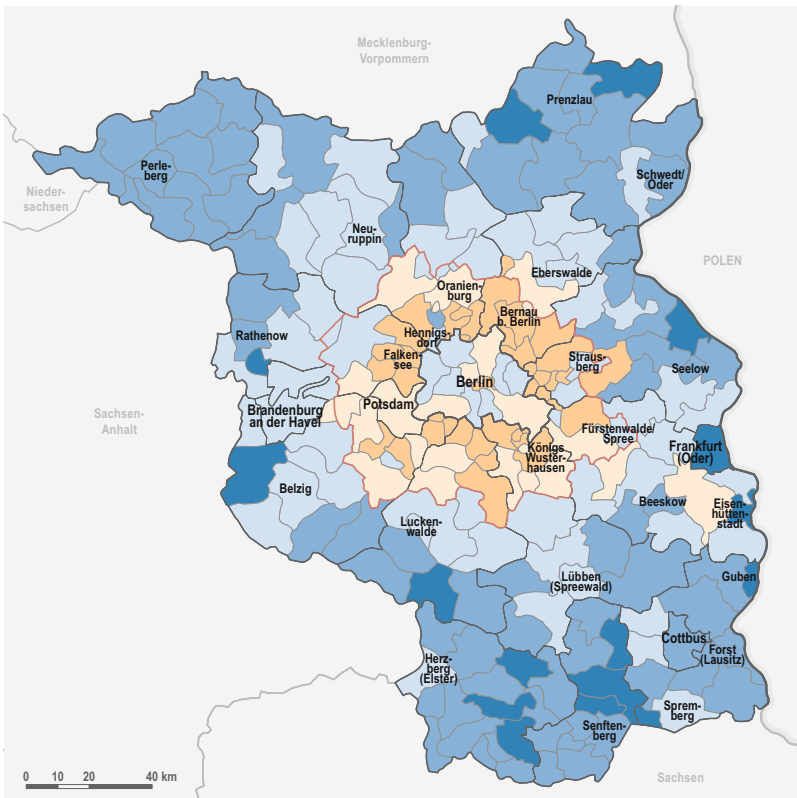 Mecklenburg-
Vorpommern
Prenzlau
Perle-
berg
Schwedt/
Oder
Nieder-
sachsen
Neu-
ruppin
POLEN
Eberswalde
Oranien-
burg
Bernau
b. Berlin
Rathenow
Hennigs-
dorf
Falken-
see
Straus-
berg
Seelow
Berlin
Potsdam
Sachsen-
Anhalt
Brandenburg
an der Havel
Fürstenwalde/
Spree
Frankfurt
(Oder)
Königs
Wuster-
hausen
Belzig
Beeskow
Eisen-
hütten-
stadt
Lucken-
walde
Lübben
(Spreewald)
Guben
Cottbus
Forst
(Lausitz)
Herz-
berg
(Elster)
Sprem-
berg
Senften-
berg
0 10 20 40 km
Sachsen